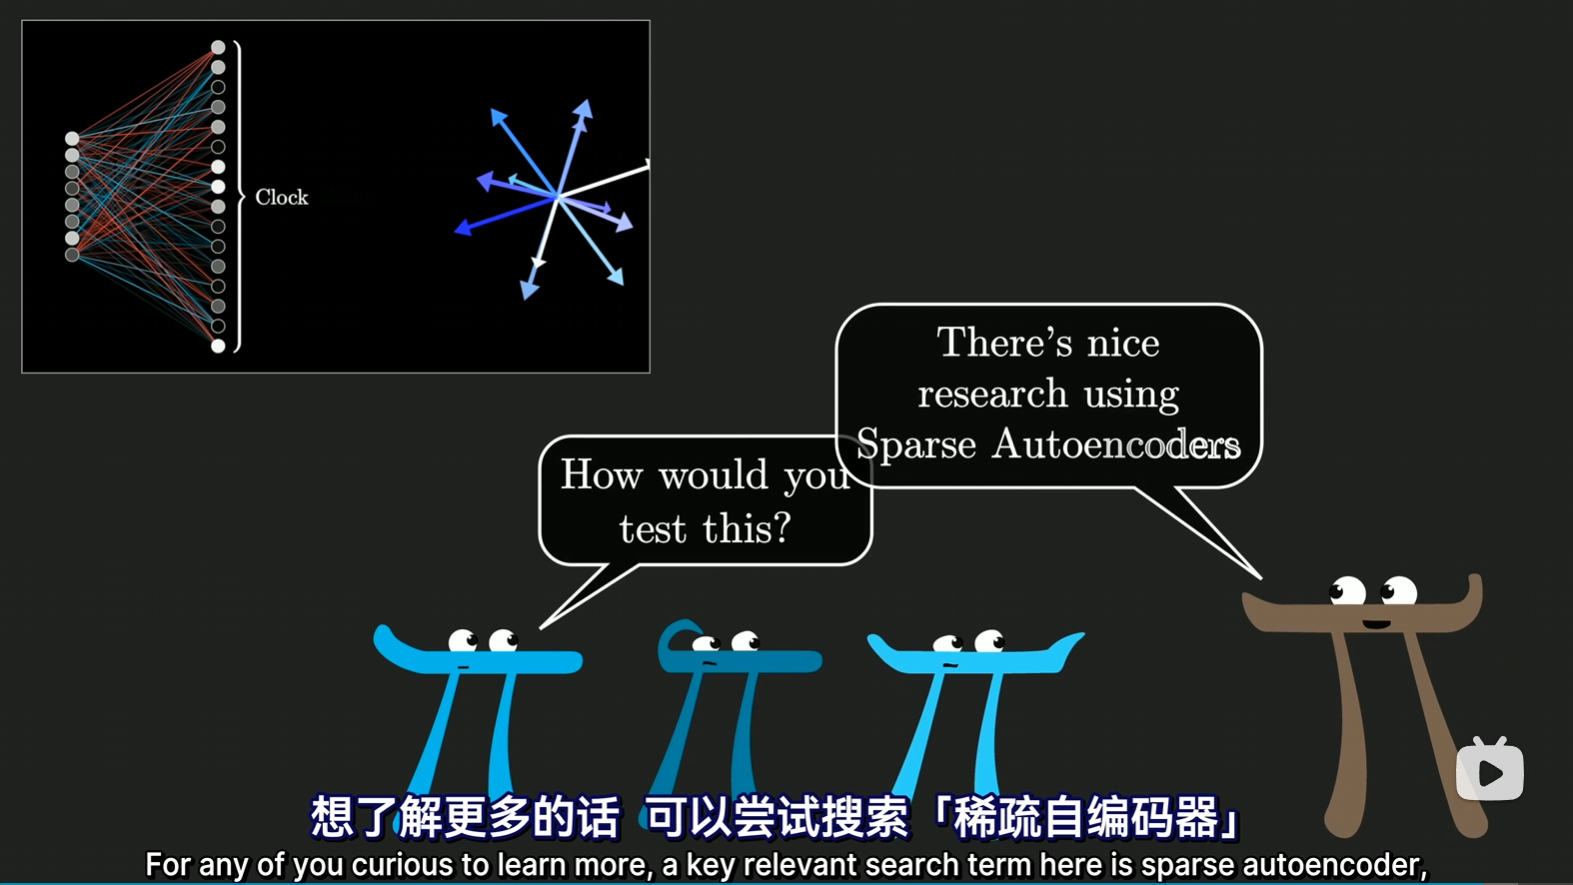 Clock
There's nice
research using
Sparse Autoencoders
How would you
test this?
想了解更多的话 可以尝试搜索「稀疏自编码器」
For any of you curious to learn more, a key relevant search term here is sparse autoencoder,